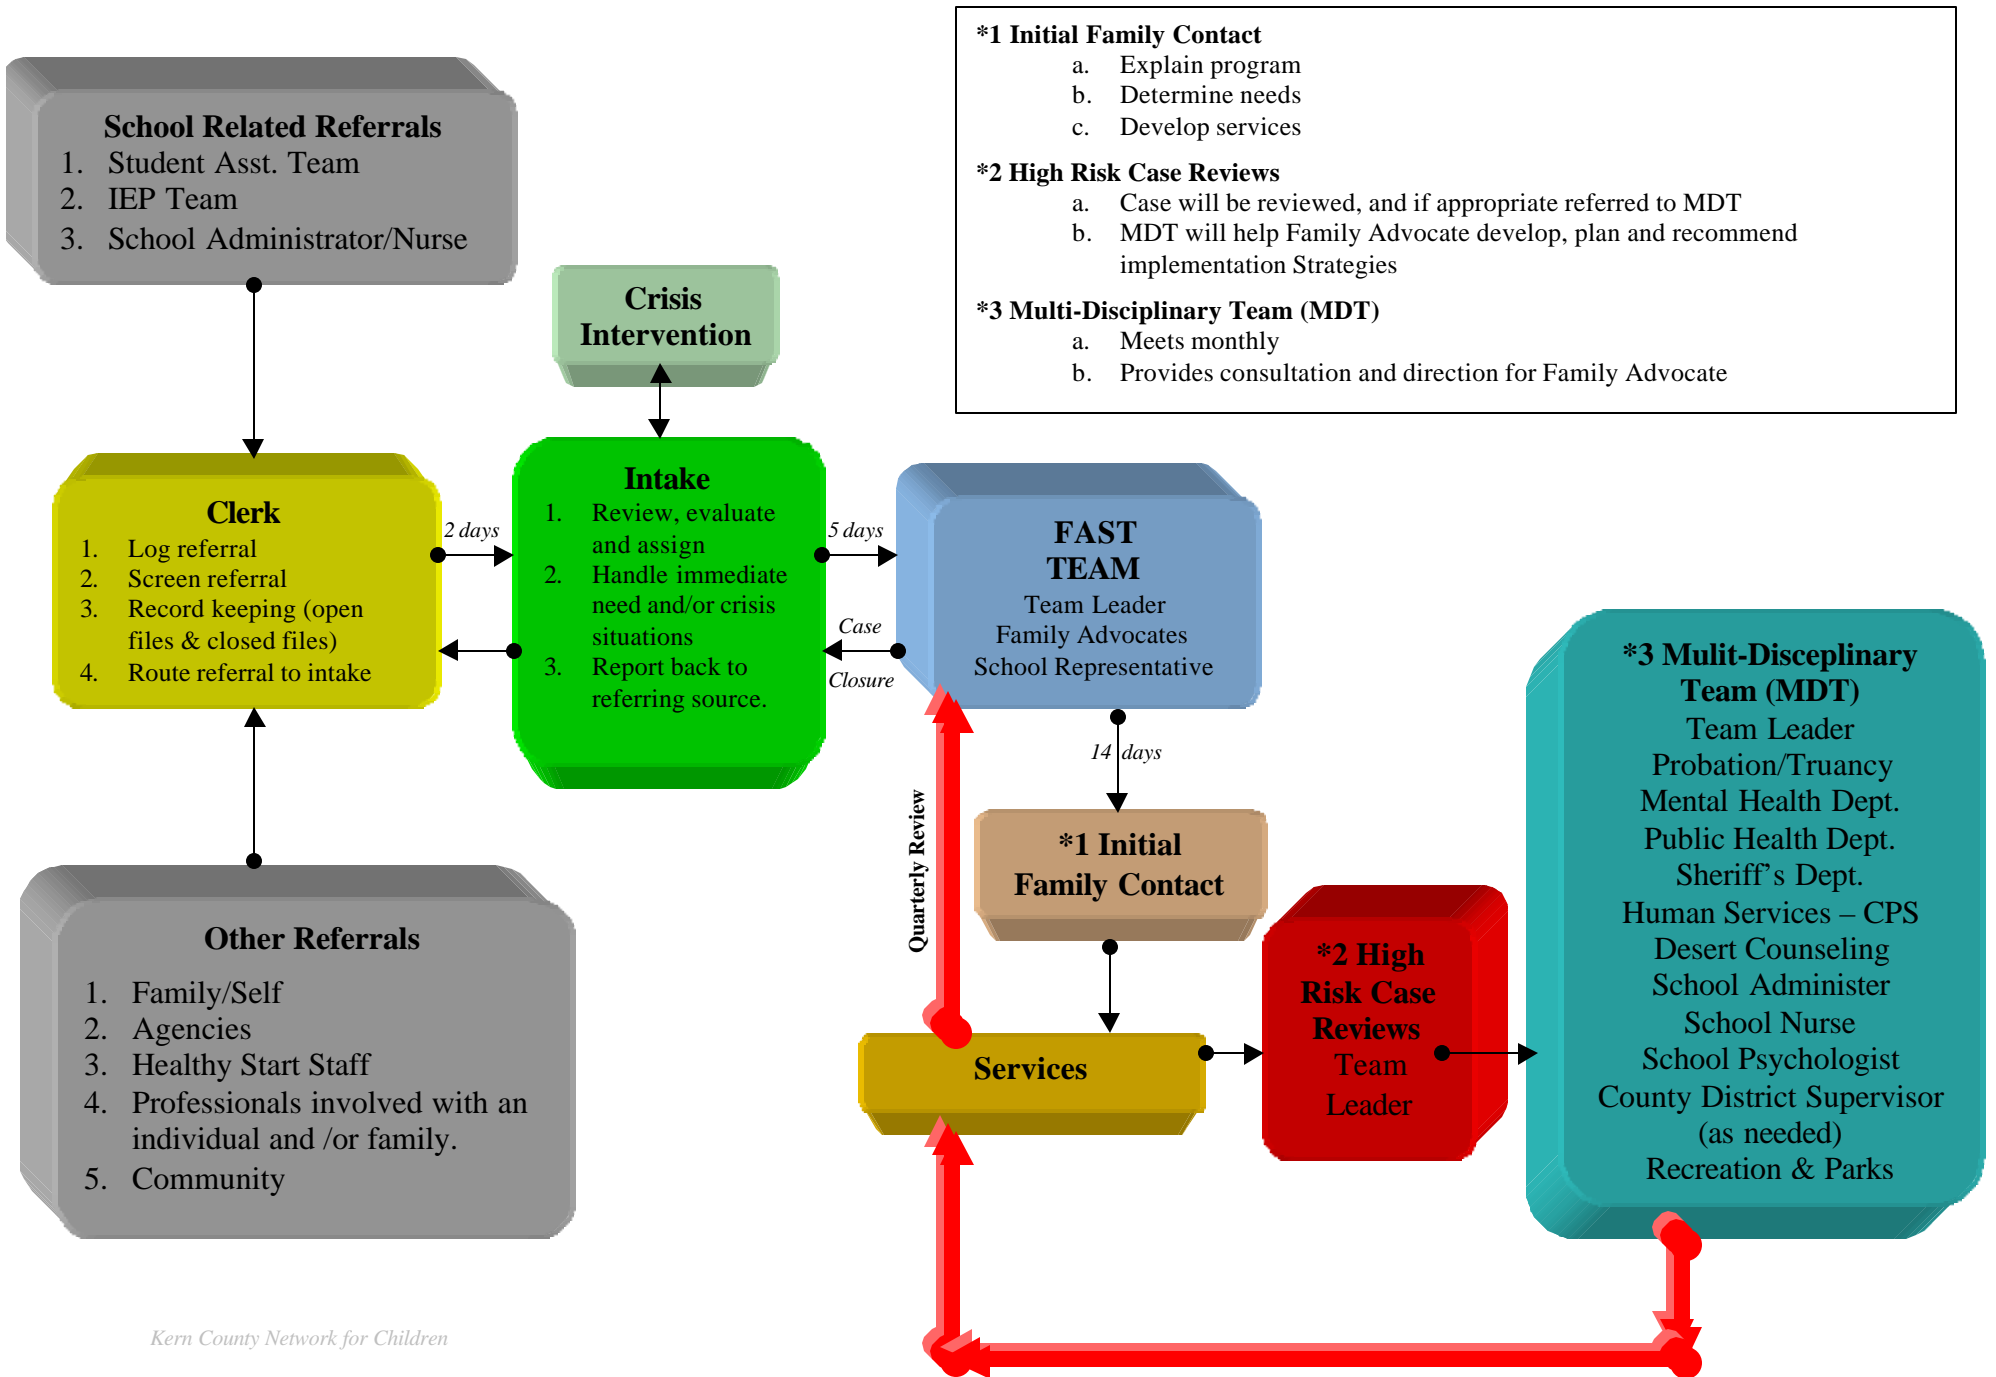 *1 Initial Family Contact
a. Explain program
b. Determine needs
c. Develop services
*2 High Risk Case Reviews
a. Case will be reviewed, and if appropriate referred to MDT
b. MDT will help Family Advocate develop, plan and recommend
implementation Strategies
*3 Multi-Disciplinary Team (MDT)
a. Meets monthly
b. Provides consultation and direction for Family Advocate
School Related Referrals
1. Student Asst. Team
2. IEP Team
3. School Administrator/Nurse
Crisis
Intervention
Clerk
1. Log referral
2. Screen referral
3. Record keeping (open
files & closed files)
4. Route referral to intake
2 days
Intake
1. Review, evaluate
and assign
2. Handle immediate
need and/or crisis
situations
3. Report back to
referring source.
5 days
Case
Closure
FAST
TEAM
Team Leader
Family Advocates
School Representative
14 days
Quarterly Review
*1 Initial
Family Contact
Services
*2 High
Risk Case
Reviews
Team
Leader
*3 Mulit-Disceplinary
Team (MDT)
Team Leader
Probation/Truancy
Mental Health Dept.
Public Health Dept.
Sheriff's Dept.
Human Services – CPS
Desert Counseling
School Administer
School Nurse
School Psychologist
County District Supervisor
(as needed)
Recreation & Parks
Other Referrals
1. Family/Self
2. Agencies
3. Healthy Start Staff
4. Professionals involved with an
individual and /or family.
5. Community
Kern County Network for Children